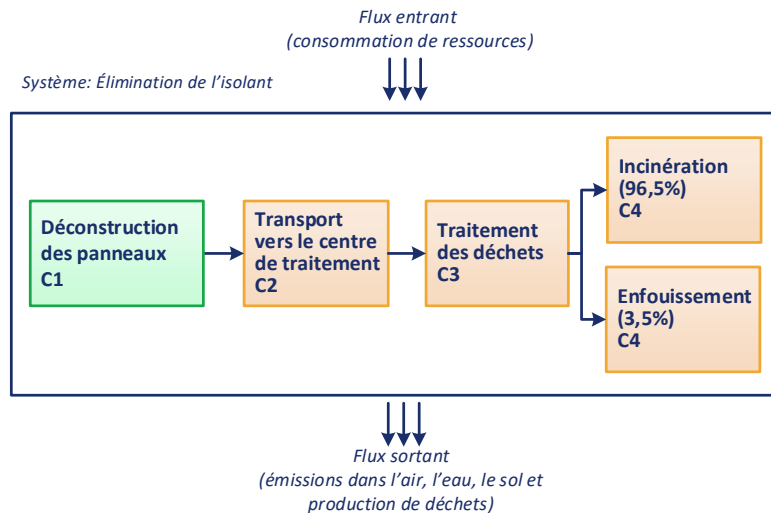 Flux entrant
(consommation de ressources)
Système: Élimination de l'isolant
Déconstruction
des panneaux
C1
Transport
vers le centre
de traitement
C2
Traitement
des déchets
C3
Incinération
(96,5%)
C4
Enfouissement
(3,5%)
C4
Flux sortant
(émissions dans l'air, l'eau, le sol et
production de déchets)